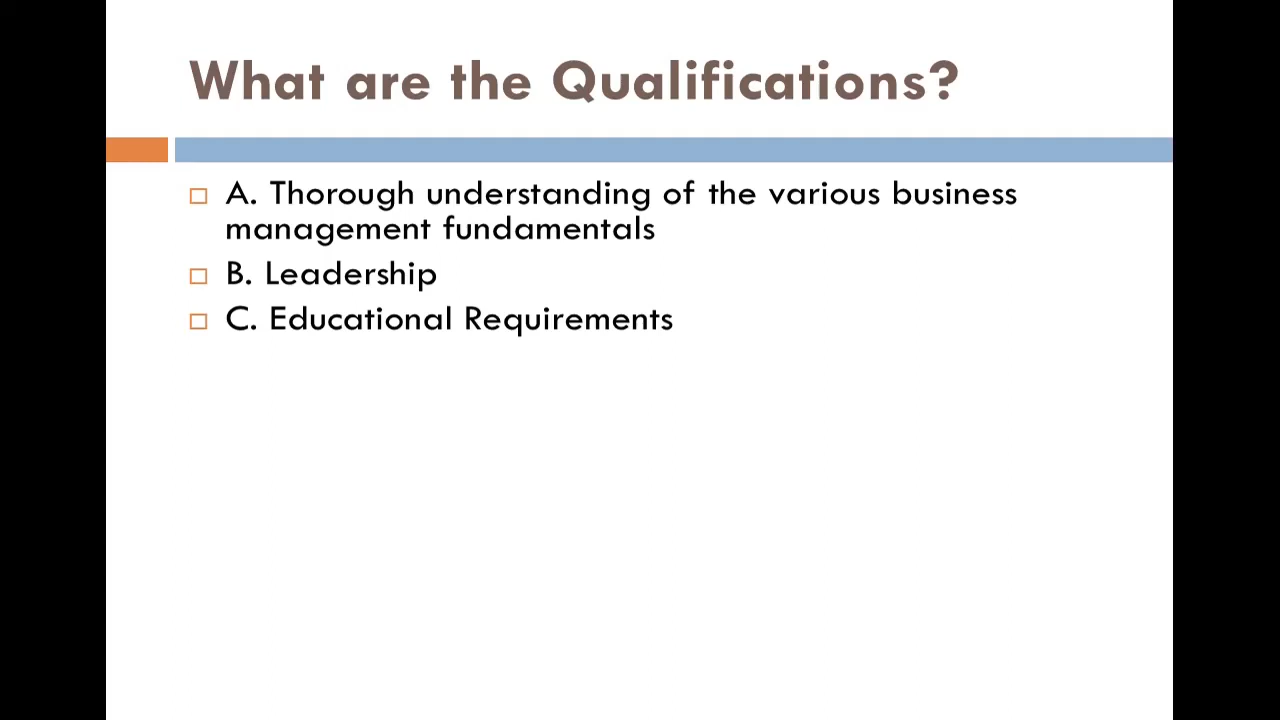 What are the Qualifications?
A. Thorough understanding of the various business
management fundamentals
B. Leadership
C. Educational Requirements